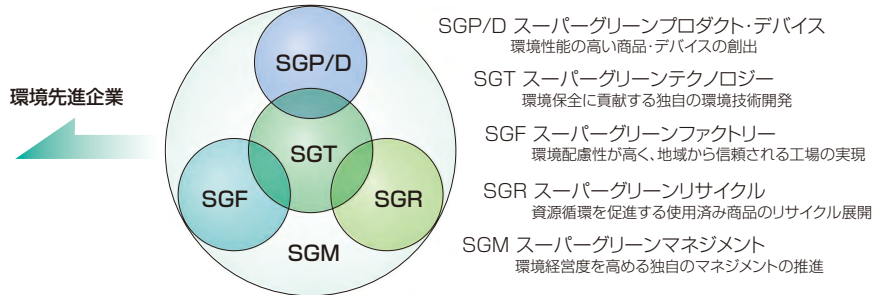 環境先進企業
SGP/D
SGT
SGF
SGR
SGM
SGP/D スーパーグリーンプロダクト・デバイス
環境性能の高い商品・デバイスの創出
SGT スーパーグリーンテクノロジー
環境保全に貢献する独自の環境技術開発
SGF スーパーグリーンファクトリー
環境配慮性が高く、地域から信頼される工場の実現
SGR スーパーグリーンリサイクル
資源循環を促進する使用済み商品のリサイクル展開
SGM スーパーグリーンマネジメント
環境経営度を高める独自のマネジメントの推進